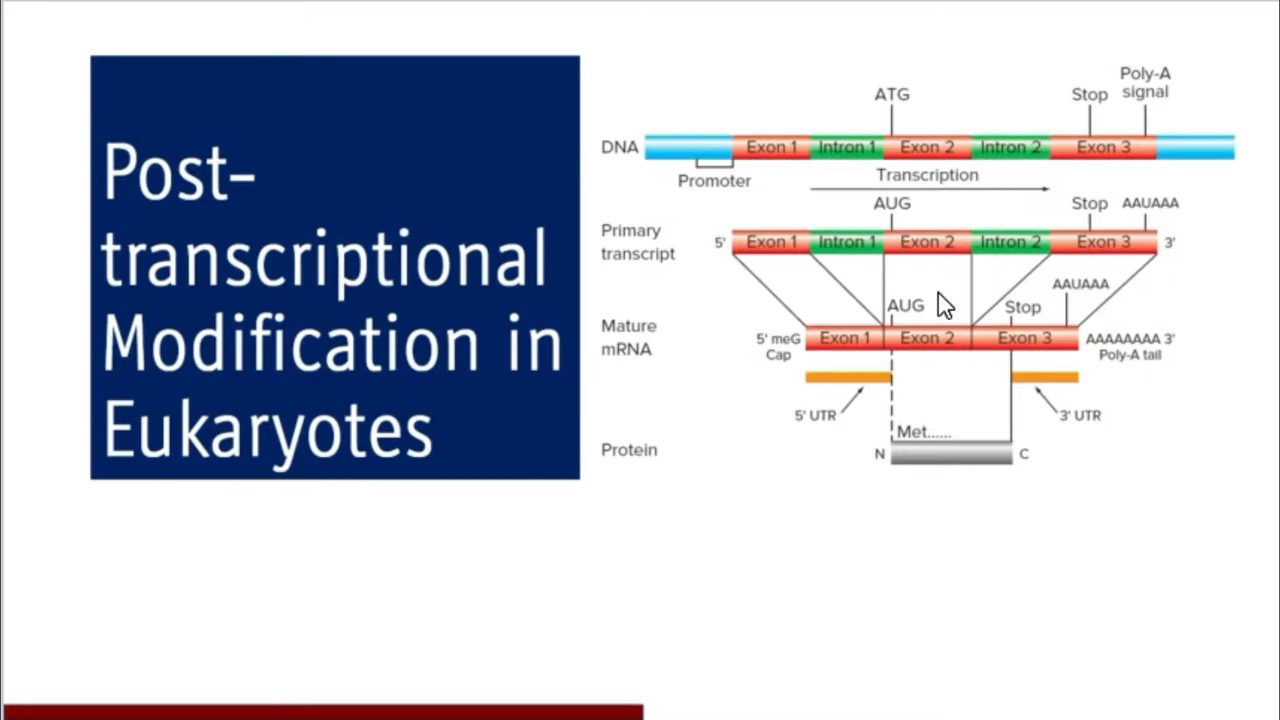 Post-
transcriptional
Modification in
Eukaryotes
Poly-A
signal
ATG
Stop
DNA
Exon 1 Intron 1 Exon 2 Intron 2 Exon 3
Promoter
Transcription
AUG
Stop
AAUAAA
Primary
transcript
5' Exon 1 Intron 1 Exon 2 Intron 2 Exon 3 3'
AAUAAA
AUG
Stop
Mature
mRNA
5' meG
Cap
Exon 1 Exon 2 Exon 3
AAAAAAAA 3'
Poly-A tail
5' UTR
3' UTR
Met......
Protein
N
C